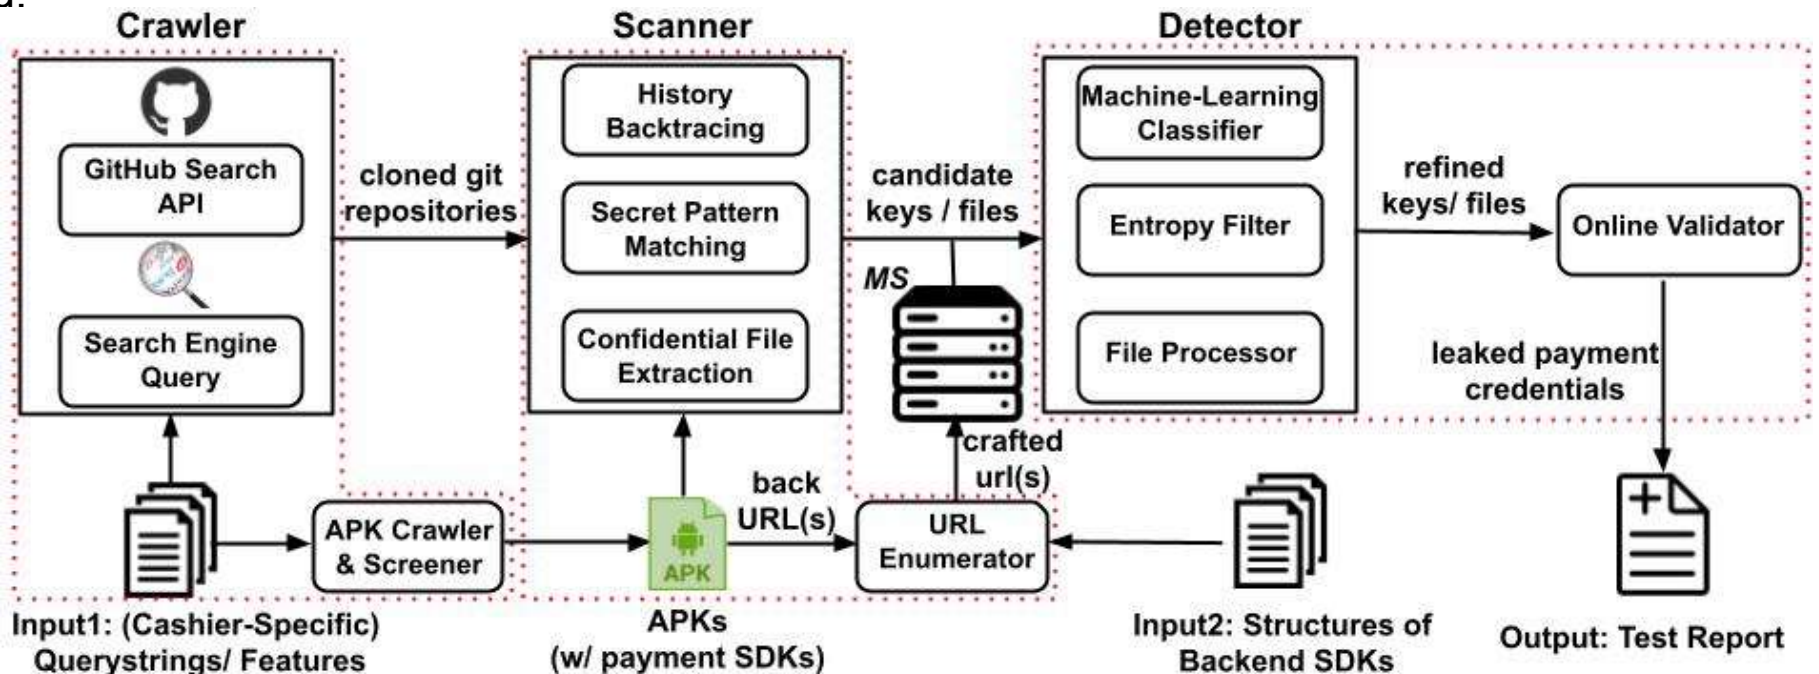 Crawler
GitHub Search
API
Search Engine
Query
cloned git
repositories
Scanner
History
Backtracing
Secret Pattern
Matching
Confidential File
Extraction
candidate
keys / files
MS
Detector
Machine-Learning
Classifier
Entropy Filter
File Processor
refined
keys/ files
Online Validator
leaked payment
credentials
crafted
url(s)
back
URL(s)
APK Crawler
& Screener
APK
URL
Enumerator
Input1: (Cashier-Specific)
Querystrings/ Features
APKs
(w/ payment SDKs)
Input2: Structures of
Backend SDKs
Output: Test Report